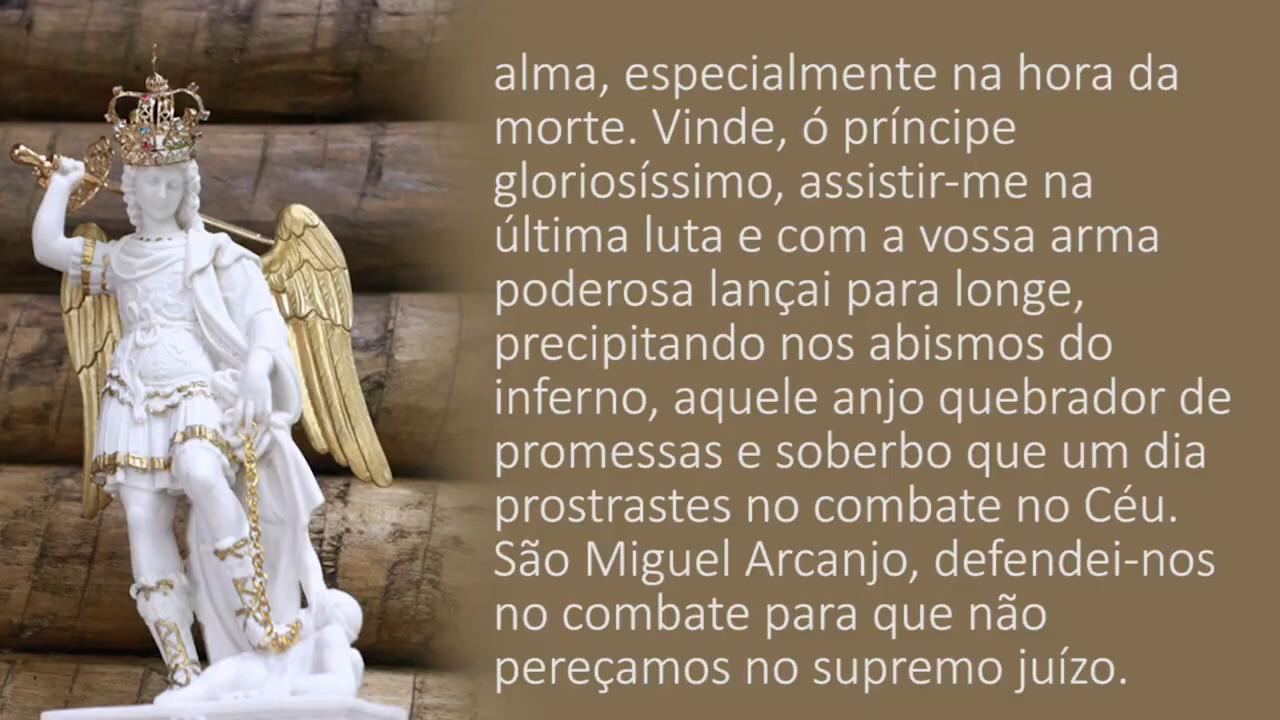 alma, especialmente na hora da
morte. Vinde, ó príncipe
gloriosíssimo, assistir-me na
última luta e com a vossa arma
poderosa lançai para longe,
precipitando nos abismos do
inferno, aquele anjo quebrador de
promessas e soberbo que um dia
prostrastes no combate no Céu.
São Miguel Arcanjo, defendei-nos
no combate para que não
pereçamos no supremo juízo.